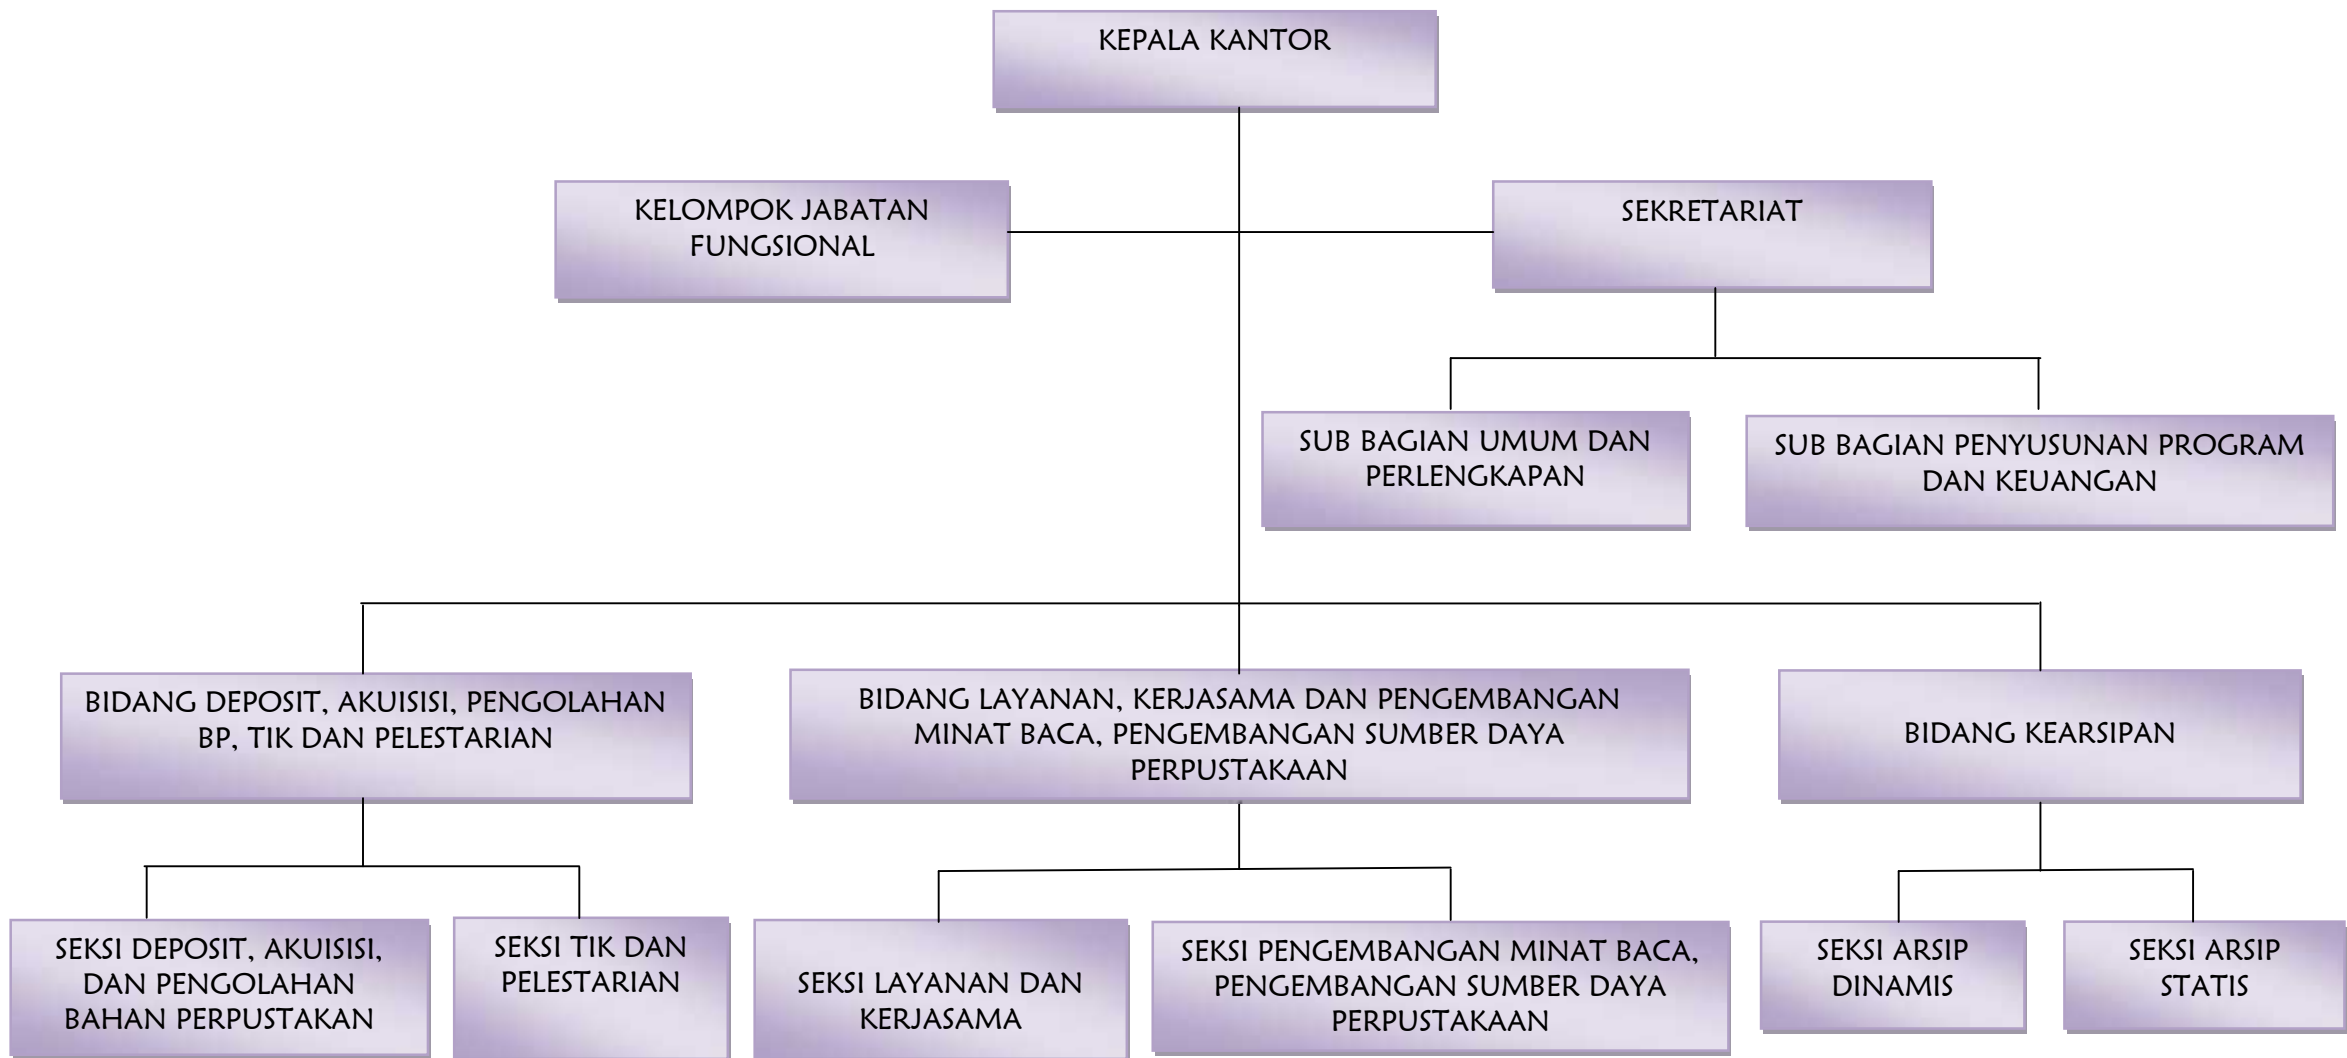 KEPALA KANTOR
KELOMPOK JABATAN
FUNGSIONAL
SEKRETARIAT
SUB BAGIAN UMUM DAN
PERLENGKAPAN
SUB BAGIAN PENYUSUNAN PROGRAM
DAN KEUANGAN
BIDANG DEPOSIT, AKUISISI, PENGOLAHAN
BP, TIK DAN PELESTARIAN
BIDANG LAYANAN, KERJASAMA DAN PENGEMBANGAN
MINAT BACA, PENGEMBANGAN SUMBER DAYA
PERPUSTAKAAN
BIDANG KEARSIPAN
SEKSI DEPOSIT, AKUISISI,
DAN PENGOLAHAN
BAHAN PERPUSTAKAN
SEKSI TIK DAN
PELESTARIAN
SEKSI LAYANAN DAN
KERJASAMA
SEKSI PENGEMBANGAN MINAT BACA,
PENGEMBANGAN SUMBER DAYA
PERPUSTAKAAN
SEKSI ARSIP
DINAMIS
SEKSI ARSIP
STATIS